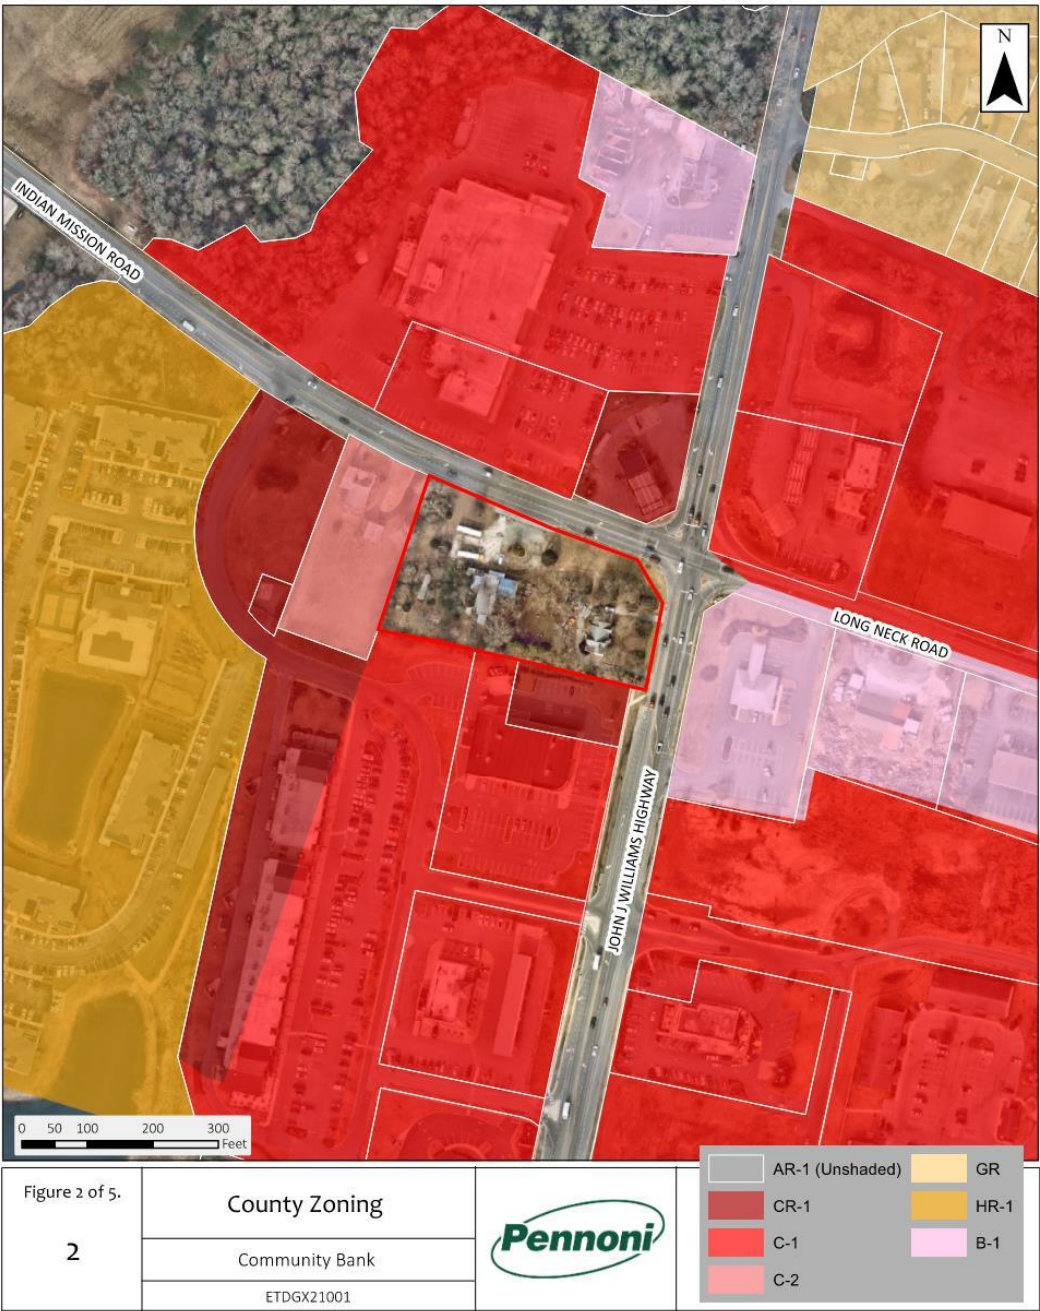 N
INDIAN MISSION ROAD
LONG NECK ROAD
JOHN J WILLIAMS HIGHWAY
0 50 100 200 300
Feet
Figure 2 of 5.
2
County Zoning
Community Bank
ETDGX21001
Pennoni
AR-1 (Unshaded)
CR-1
C-1
C-2
GR
HR-1
B-1